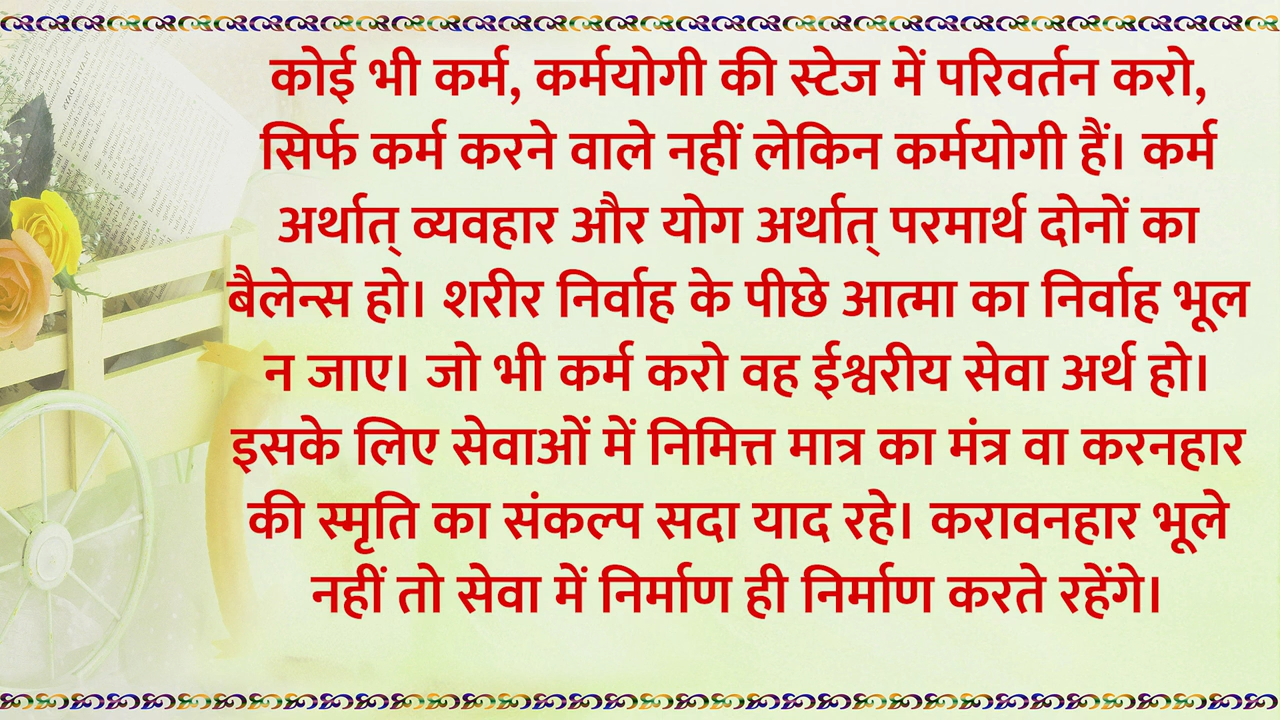 कोई भी कर्म, कर्मयोगी की स्टेज में परिवर्तन करो,
सिर्फ कर्म करने वाले नहीं लेकिन कर्मयोगी हैं। कर्म
अर्थात् व्यवहार और योग अर्थात् परमार्थ दोनों का
बैलेन्स हो। शरीर निर्वाह के पीछे आत्मा का निर्वाह भूल
न जाए। जो भी कर्म करो वह ईश्वरीय सेवा अर्थ हो।
इसके लिए सेवाओं में निमित्त मात्र का मंत्र वा करनहार
की स्मृति का संकल्प सदा याद रहे। करावनहार भूले
नहीं तो सेवा में निर्माण ही निर्माण करते रहेंगे।